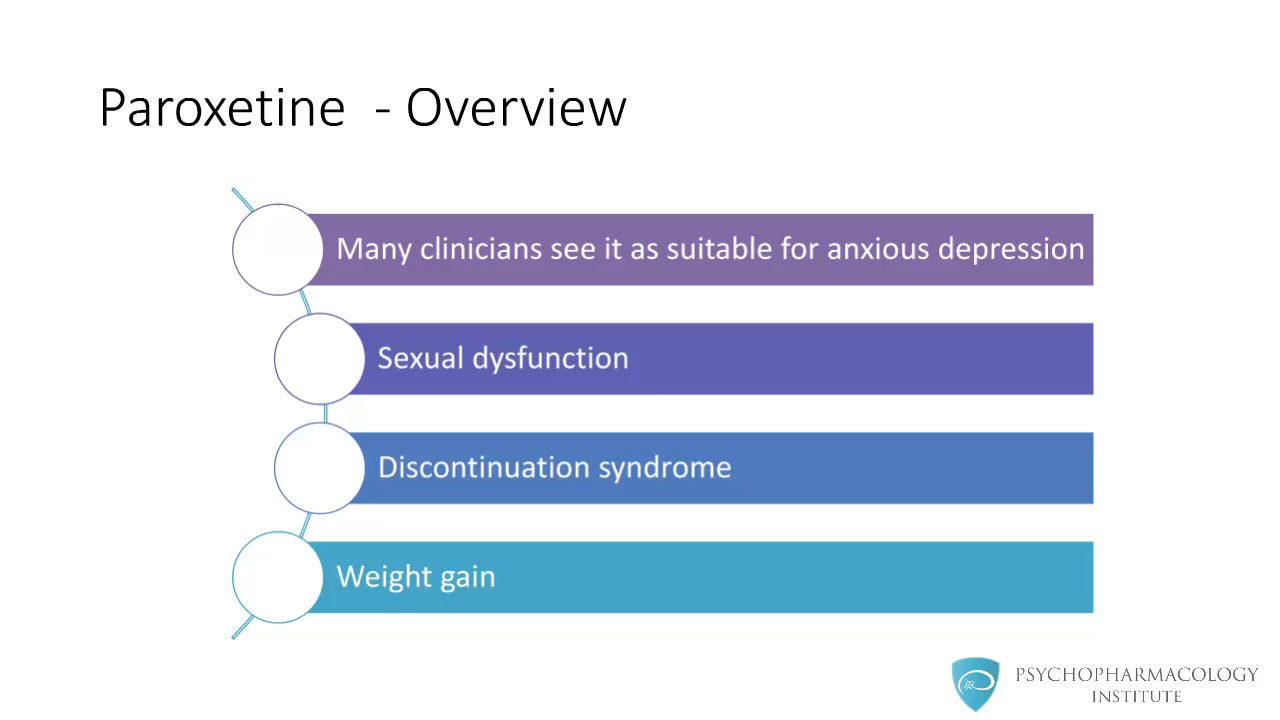 Paroxetine - Overview
Many clinicians see it as suitable for anxious depression
Sexual dysfunction
Discontinuation syndrome
Weight gain
PSYCHOPHARMACOLOGY
INSTITUTE